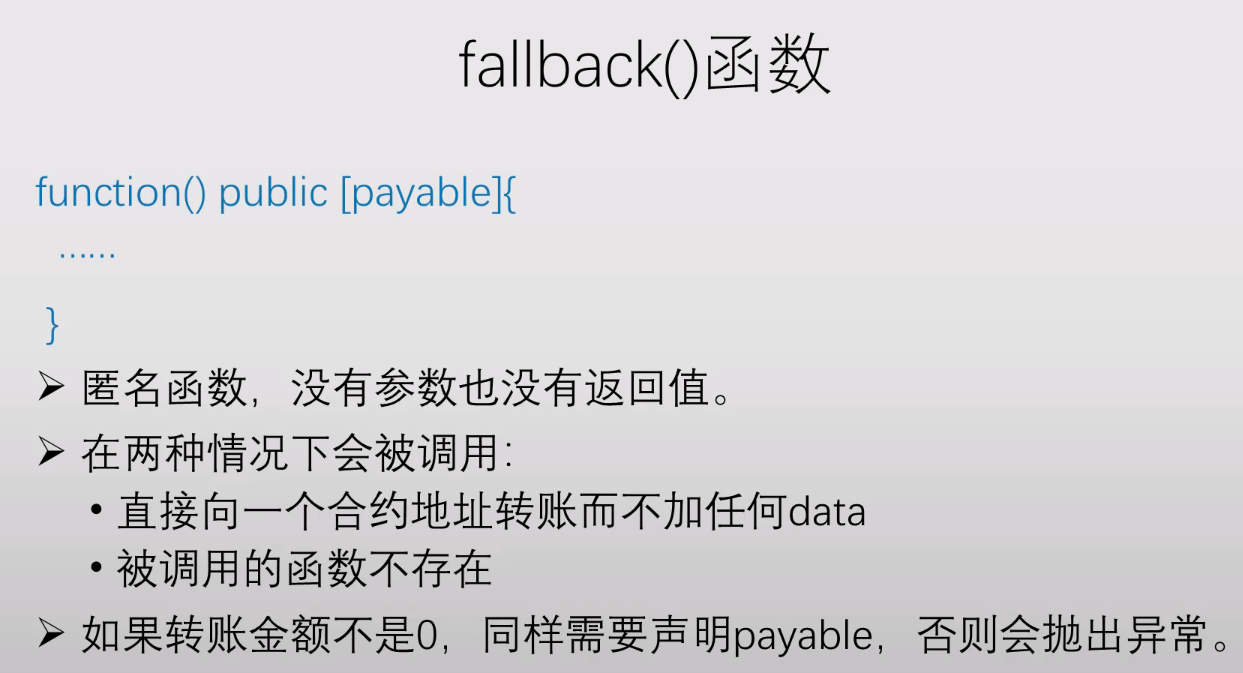 fallback()函数
function() public [payable]{
……
}
➢ 匿名函数，没有参数也没有返回值。
➢ 在两种情况下会被调用：
• 直接向一个合约地址转账而不加任何data
• 被调用的函数不存在
➢ 如果转账金额不是0，同样需要声明payable，否则会抛出异常。